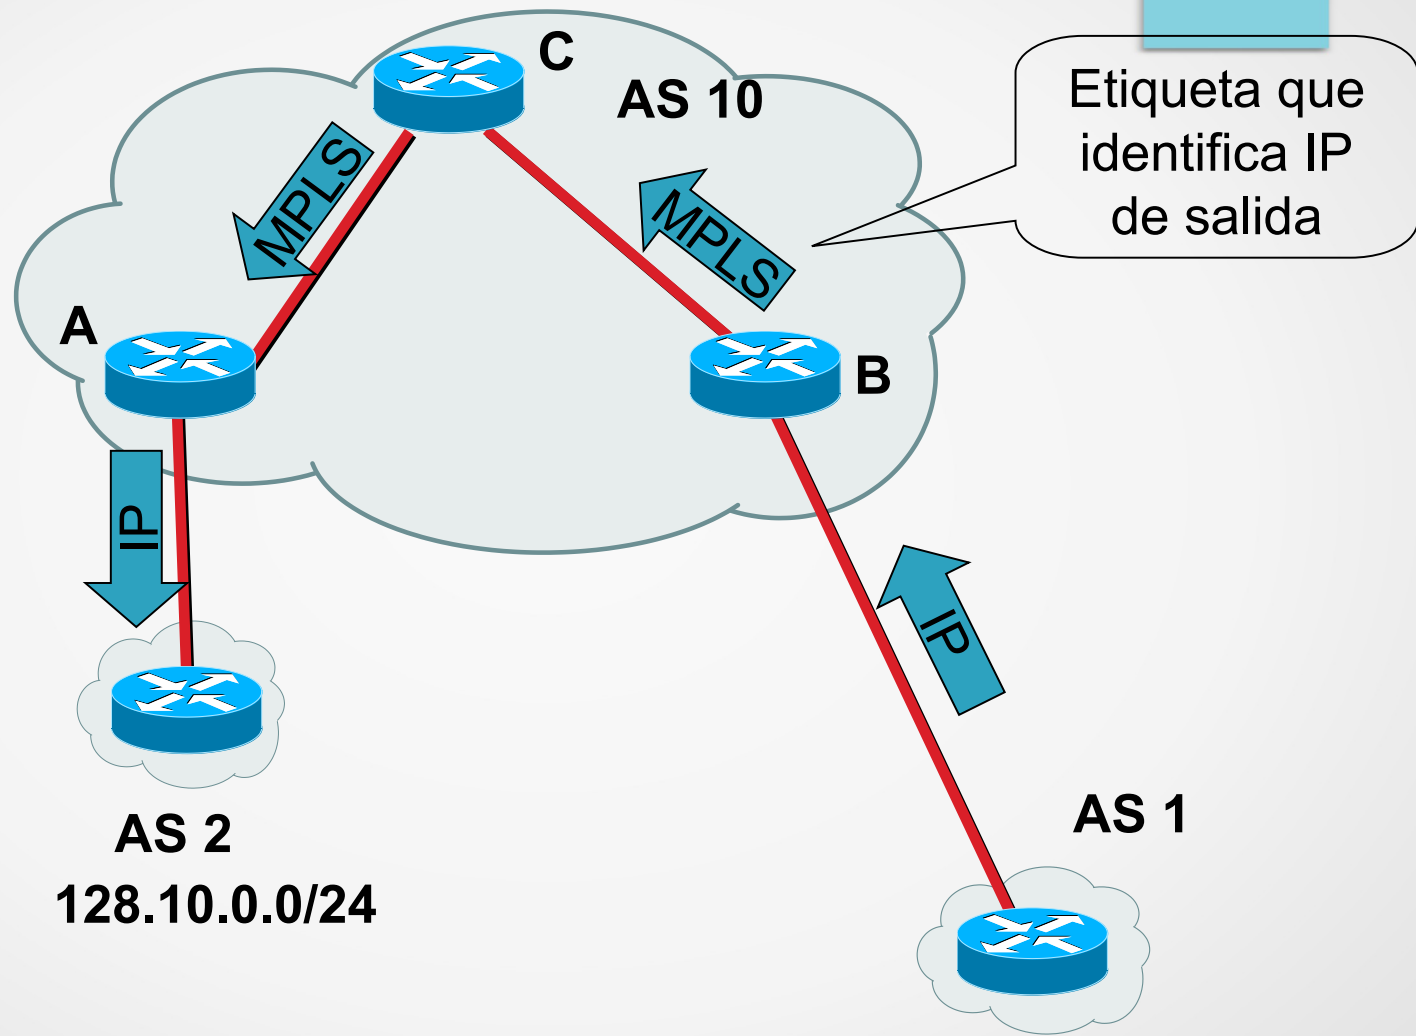 C
AS 10
Etiqueta que
identifica IP
de salida
MPLS
MPLS
A
B
IP
IP
AS 2
128.10.0.0/24
AS 1